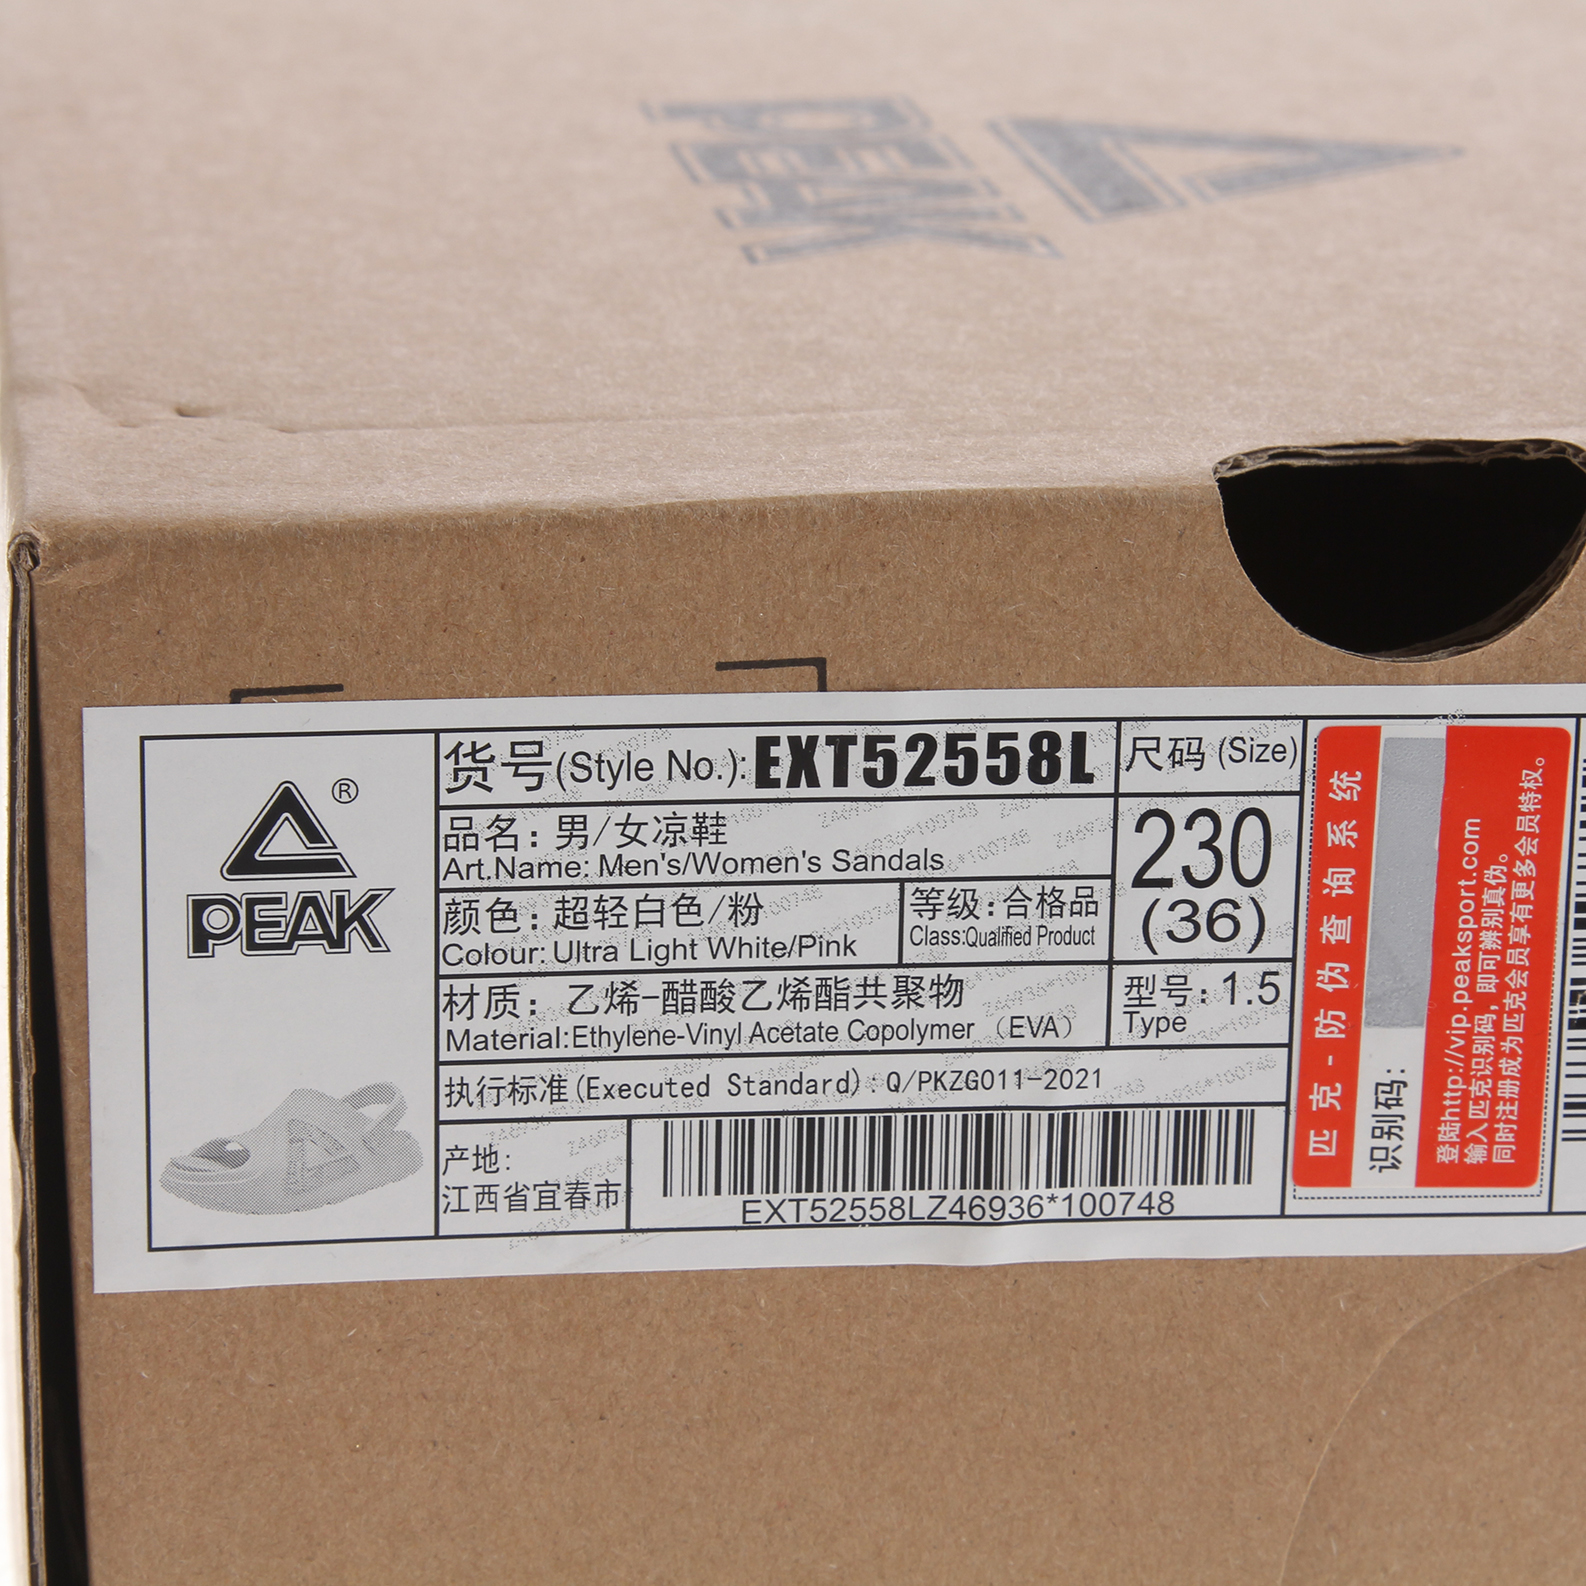 PEAK
®
PEAK
货号(Style No.):EXT52558L
尺码(Size)
品名：男/女凉鞋
Art.Name: Men's/Women's Sandals
230
(36)
颜色：超轻白色/粉
Colour: Ultra Light White/Pink
等级:合格品
Class:Qualified Product
材质：乙烯-醋酸乙烯酯共聚物
Material:Ethylene-Vinyl Acetate Copolymer （EVA）
型号: 1.5
Type
执行标准(Executed Standard): Q/PKZG011-2021
产地:
江西省宜春市
EXT52558LZ46936*100748
匹克-防伪查询系统
识别码:
登陆http://vip.peaksport.com
输入匹克识别码，即可辨别真伪。
同时注册成为匹克会员享有更多会员特权。